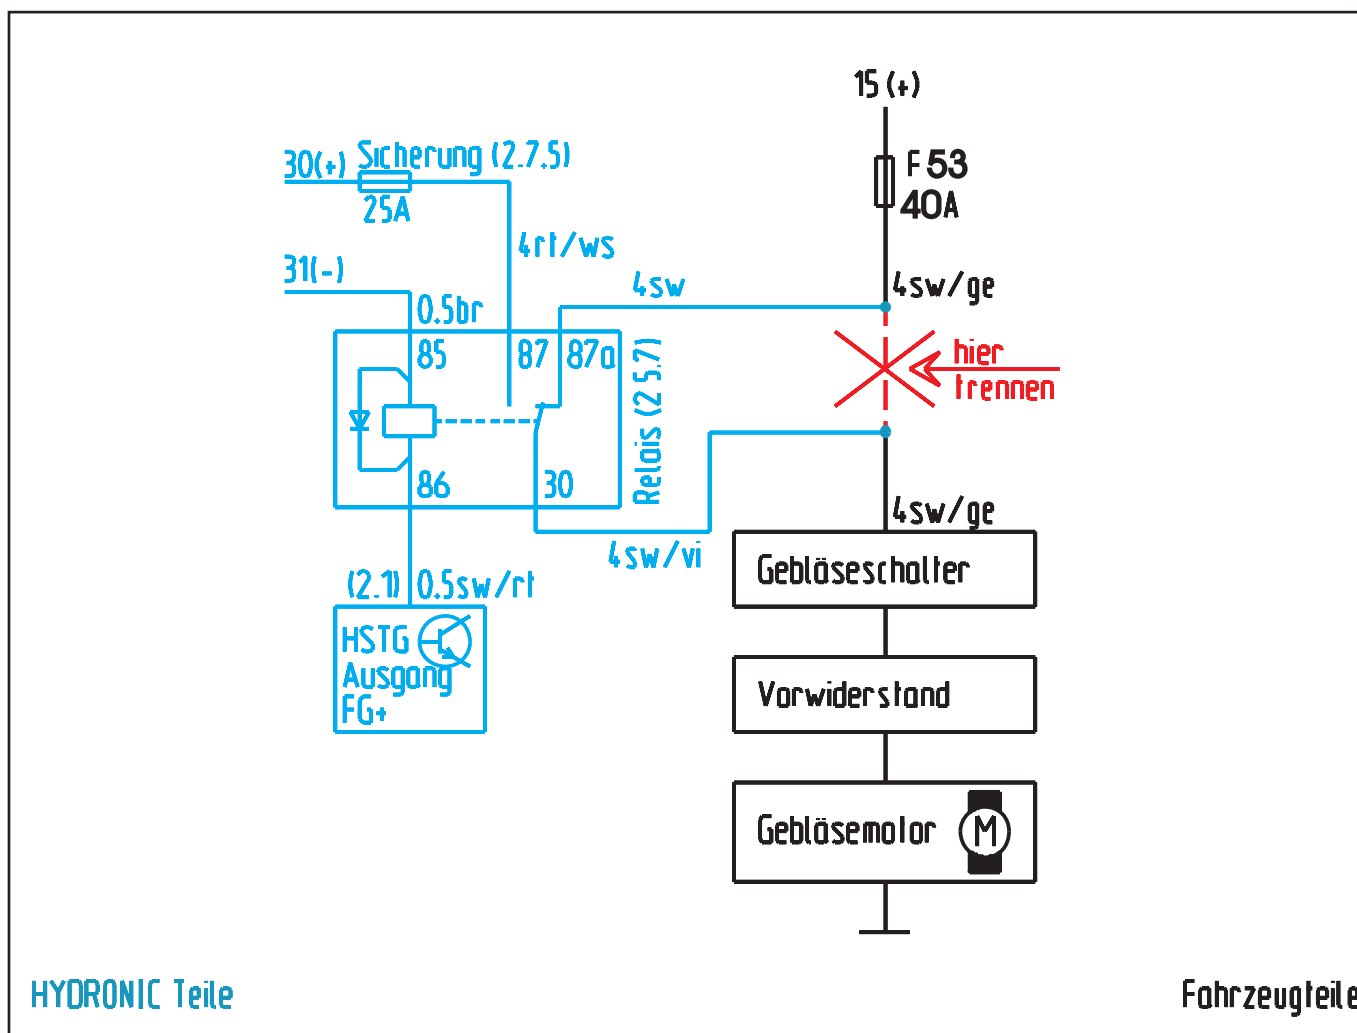 15(+)
30(+)
Sicherung (2.7.5)
25A
F53
40A
4rt/ws
31(-)
0.5br
4sw
4sw/ge
85
87
87a
Relais (2 5.7)
hier
trennen
86
30
4sw/vi
4sw/ge
Gebläseschalter
(2.1)
0.5sw/rt
HSTG
Ausgang
FG+
Vorwiderstand
Gebläsemotor
M
HYDRONIC Teile
Fahrzeugteile